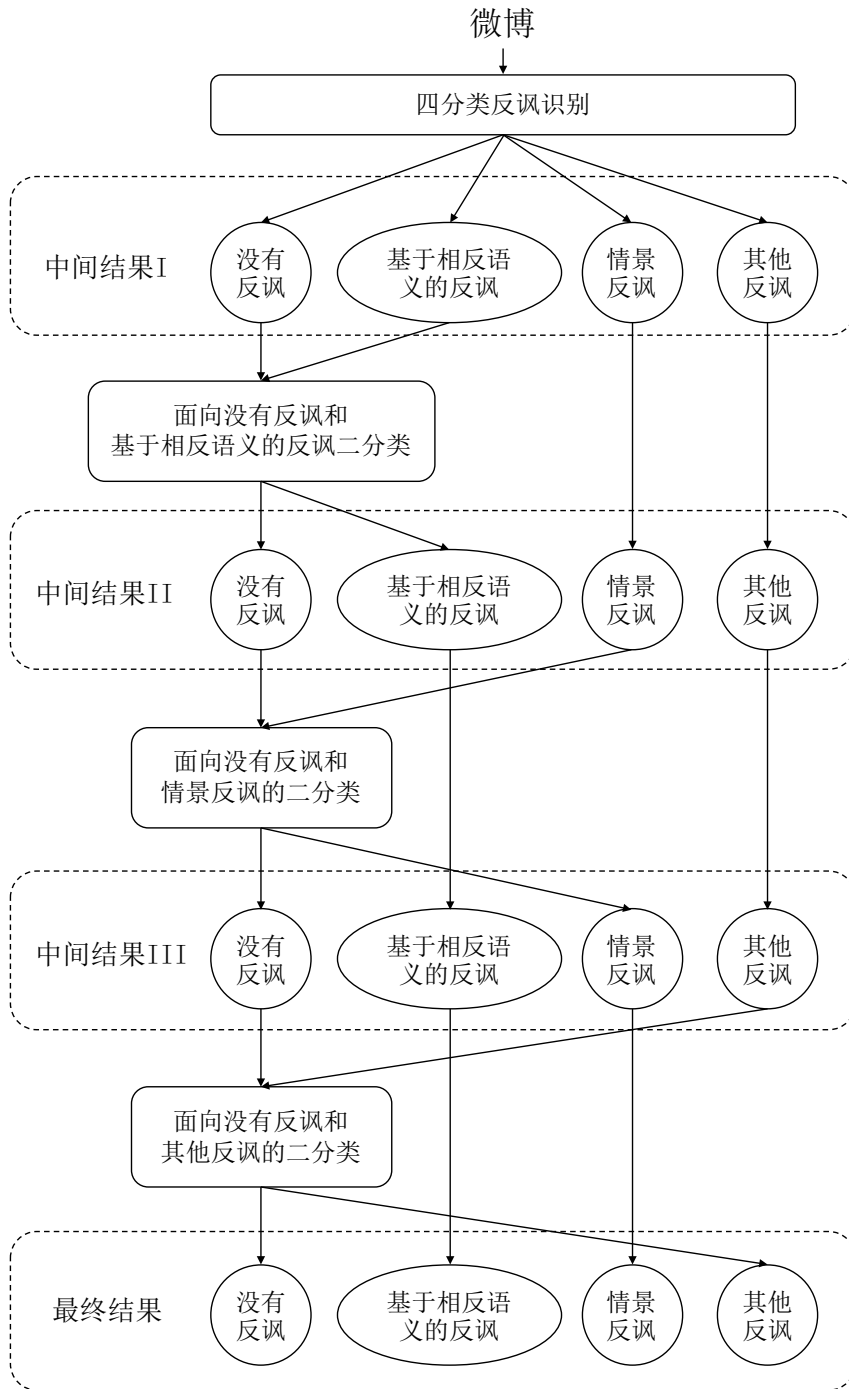 微博
四分类反讽识别
中间结果I
没有
反讽
基于相反语
义的反讽
情景
反讽
其他
反讽
面向没有反讽和
基于相反语义的反讽二分类
中间结果II
没有
反讽
基于相反语
义的反讽
情景
反讽
其他
反讽
面向没有反讽和
情景反讽的二分类
中间结果III
没有
反讽
基于相反语
义的反讽
情景
反讽
其他
反讽
面向没有反讽和
其他反讽的二分类
最终结果
没有
反讽
基于相反语
义的反讽
情景
反讽
其他
反讽